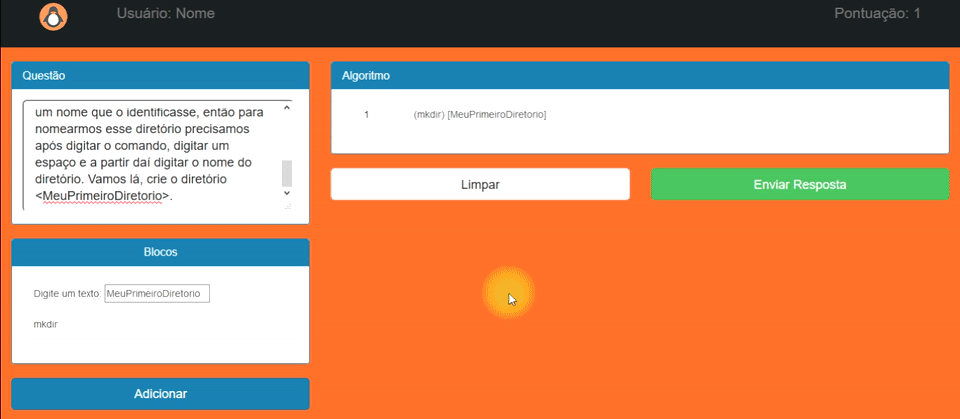 Usuário: Nome
Pontuação: 1
Questão
um nome que o identificasse, então para
nomearmos esse diretório precisamos
após digitar o comando, digitar um
espaço e a partir daí digitar o nome do
diretório. Vamos lá, crie o diretório
<MeuPrimeiroDiretorio>.
Algoritmo
1 (mkdir) [MeuPrimeiroDiretorio]
Limpar
Enviar Resposta
Blocos
Digite um texto: MeuPrimeiroDiretorio
mkdir
Adicionar